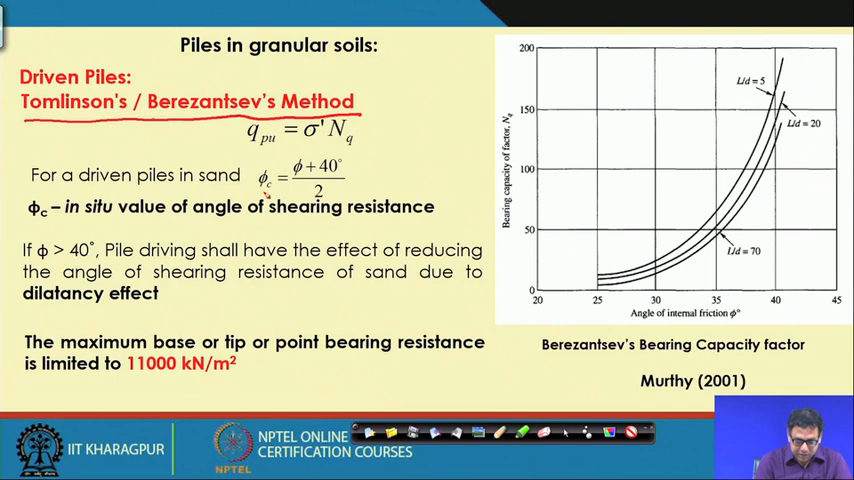 Piles in granular soils:
Driven Piles:
Tomlinson's / Berezantsev's Method
q_pu = σ' N_q
For a driven piles in sand ϕ_c = (ϕ + 40°) / 2
ϕ_c – in situ value of angle of shearing resistance
If ϕ > 40˚, Pile driving shall have the effect of reducing
the angle of shearing resistance of sand due to
dilatancy effect
The maximum base or tip or point bearing resistance
is limited to 11000 kN/m²
200
150
100
50
0
20
25
30
35
40
45
Bearing capacity of factor, N_q
Angle of internal friction ϕ°
L/d = 5
L/d = 20
L/d = 70
Berezantsev's Bearing Capacity factor
Murthy (2001)
IIT KHARAGPUR
NPTEL
NPTEL ONLINE
CERTIFICATION COURSES